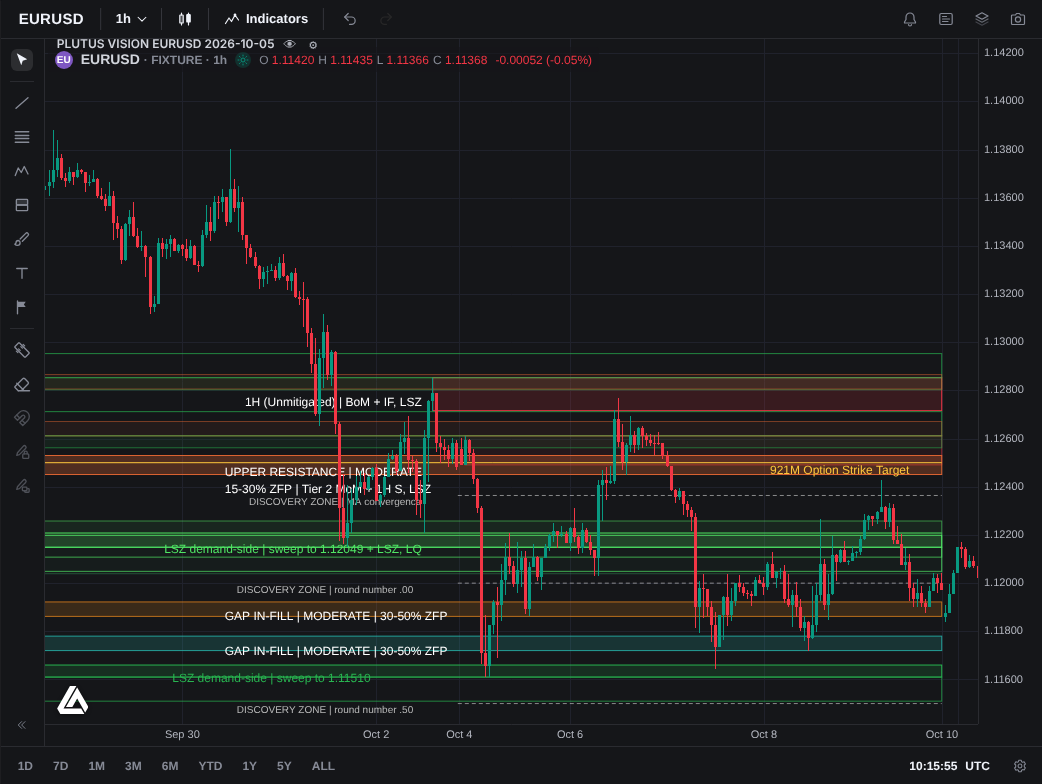 EURUSD 1h Indicators
PLUTUS VISION EURUSD 2026-10-05
EU EURUSD · FIXTURE · 1h O 1.11420 H 1.11435 L 1.11366 C 1.11368 -0.00052 (-0.05%)
1.14200
1.14000
1.13800
1.13600
1.13400
1.13200
1.13000
1.12800
1H (Unmitigated) | BoM + IF, LSZ
1.12600
UPPER RESISTANCE | MODERATE
921M Option Strike Target
15-30% ZFP | Tier 2 MoM + 1H S, LSZ
1.12400
DISCOVERY ZONE | MA convergence
1.12200
LSZ demand-side | sweep to 1.12049 + LSZ, LQ
1.12000
DISCOVERY ZONE | round number .00
GAP IN-FILL | MODERATE | 30-50% ZFP
1.11800
GAP IN-FILL | MODERATE | 30-50% ZFP
LSZ demand-side | sweep to 1.11510
1.11600
DISCOVERY ZONE | round number .50
Sep 30 Oct 2 Oct 4 Oct 6 Oct 8 Oct 10
1D 7D 1M 3M 6M YTD 1Y 5Y ALL 10:15:55 UTC